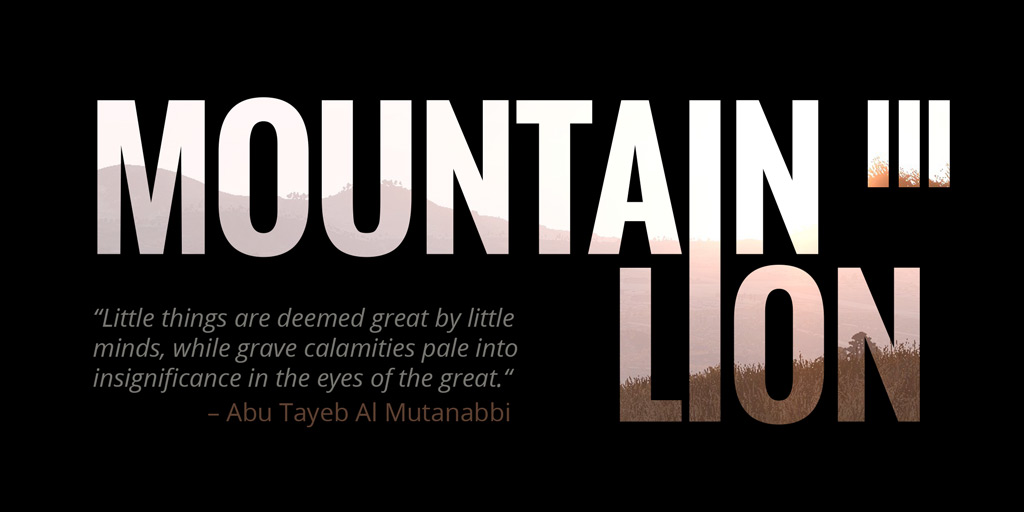 MOUNTAIN III
LION
“Little things are deemed great by little
minds, while grave calamities pale into
insignificance in the eyes of the great.“
– Abu Tayeb Al Mutanabbi